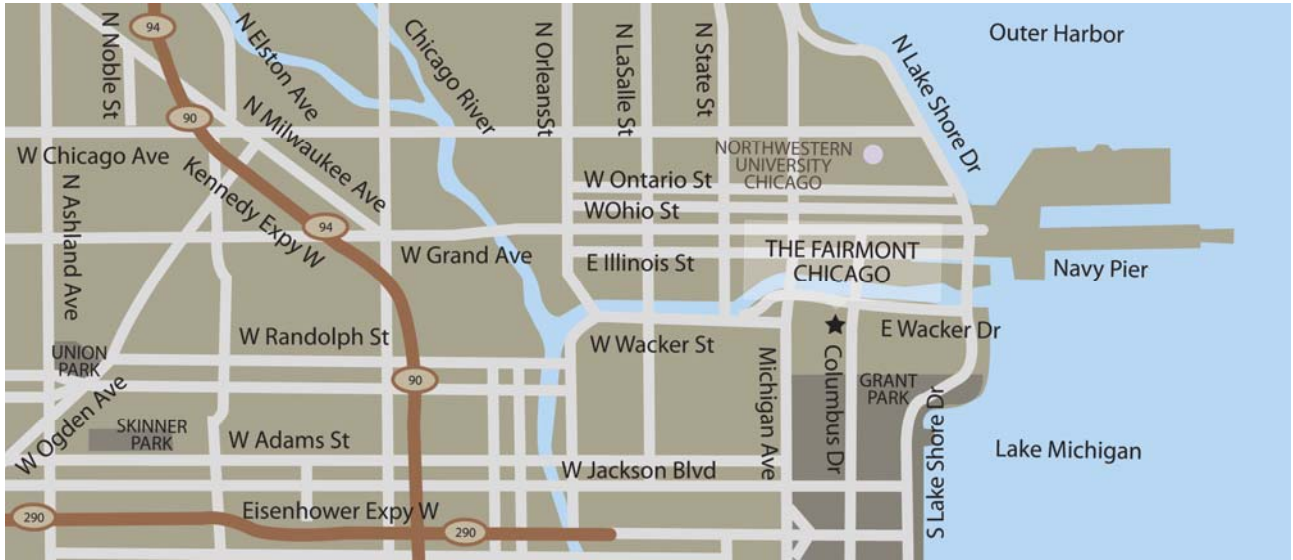 94
N Noble St
N Elston Ave
Chicago River
N OrleansSt
N LaSalle St
N State St
N Lake Shore Dr
Outer Harbor
90
N Milwaukee Ave
W Chicago Ave
NORTHWESTERN
UNIVERSITY
CHICAGO
Kennedy Expy W
W Ontario St
WOhio St
N Ashland Ave
94
W Grand Ave
E Illinois St
THE FAIRMONT
CHICAGO
Navy Pier
W Randolph St
W Wacker St
E Wacker Dr
UNION
PARK
90
Michigan Ave
Columbus Dr
GRANT
PARK
W Ogden Ave
SKINNER
PARK
W Adams St
S Lake Shore Dr
Lake Michigan
W Jackson Blvd
Eisenhower Expy W
290
290